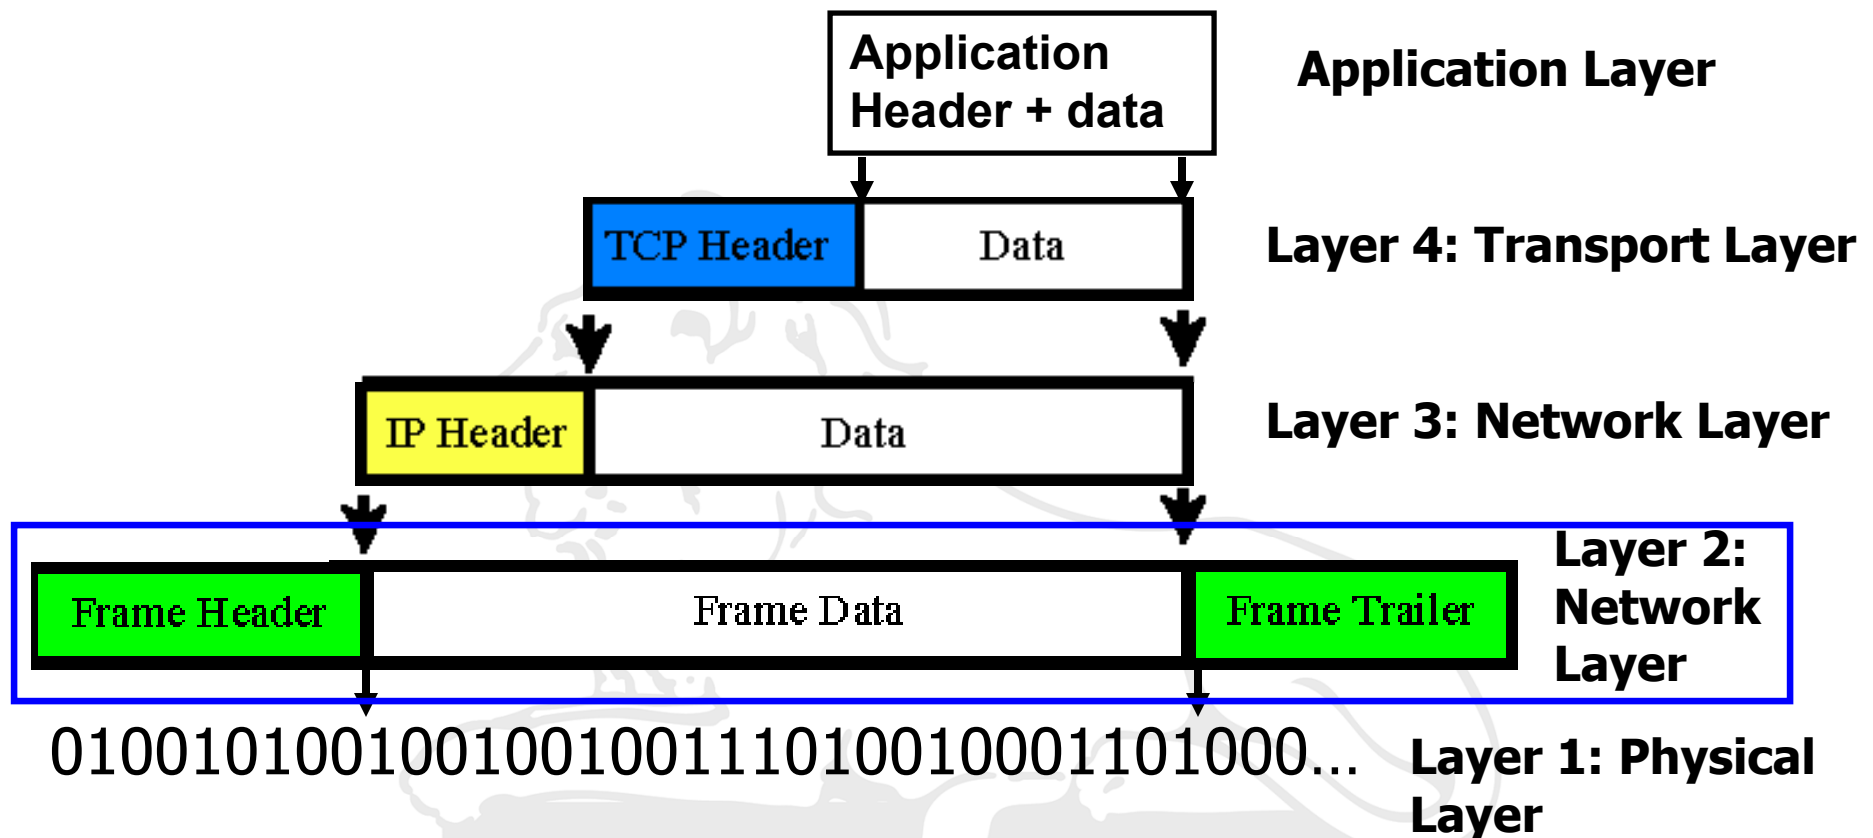 Application
Header + data
Application Layer
TCP Header
Data
Layer 4: Transport Layer
IP Header
Data
Layer 3: Network Layer
Frame Header
Frame Data
Frame Trailer
Layer 2:
Network
Layer
010010100100100100111010010001101000...
Layer 1: Physical
Layer